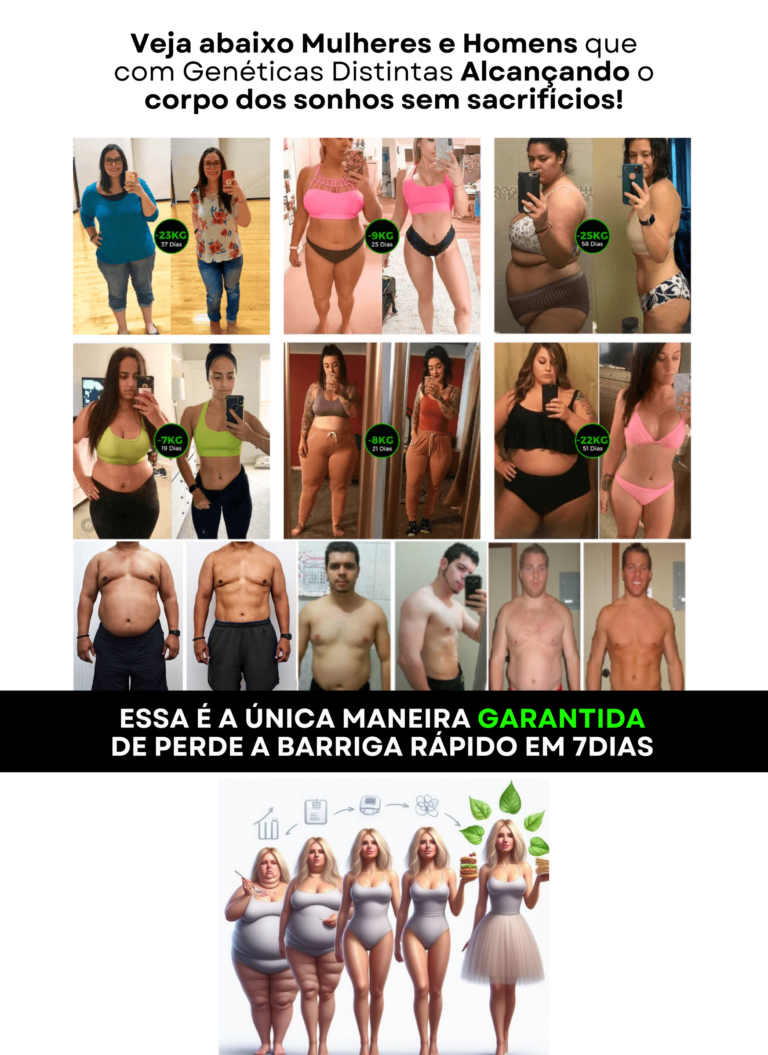 Veja abaixo Mulheres e Homens que
com Genéticas Distintas Alcançando o
corpo dos sonhos sem sacrifícios!
-23KG
37 Dias
-9KG
25 Dias
-25KG
58 Dias
-7KG
19 Dias
-8KG
21 Dias
-22KG
51 Dias
ESSA É A ÚNICA MANEIRA GARANTIDA
DE PERDE A BARRIGA RÁPIDO EM 7DIAS